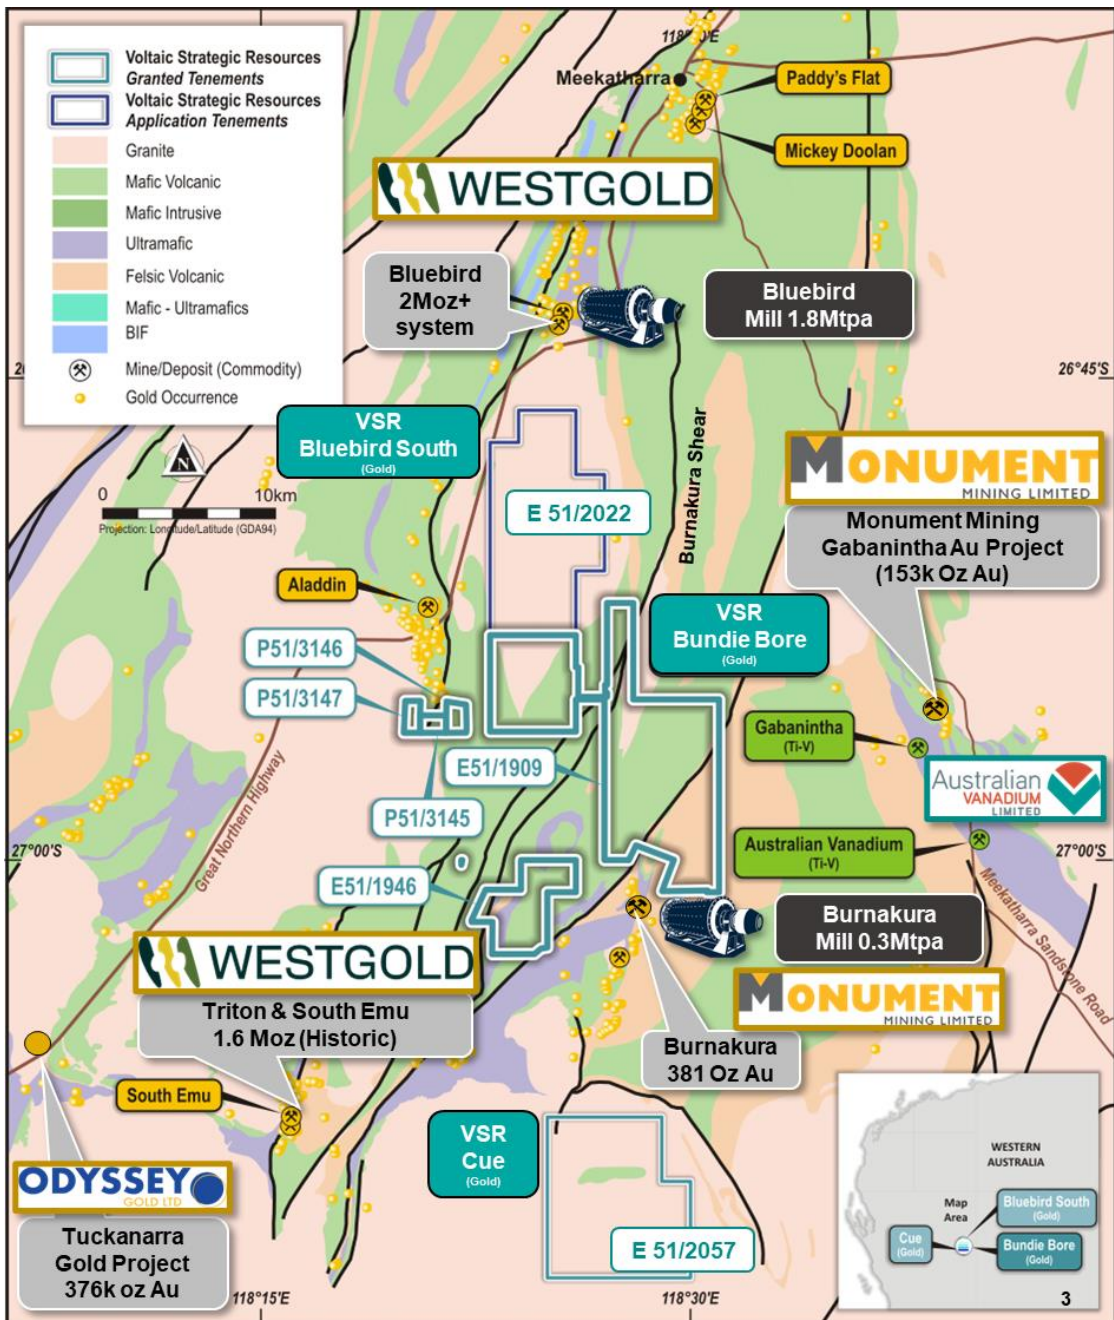 Voltaic Strategic Resources
Granted Tenements
Voltaic Strategic Resources
Application Tenements
Granite
Mafic Volcanic
Mafic Intrusive
Ultramafic
Felsic Volcanic
Mafic - Ultramafics
BIF
Mine/Deposit (Commodity)
Gold Occurrence
N
0 10km
Projection: Longitude/Latitude (GDA94)
Meekatharra
Paddy's Flat
Mickey Doolan
WESTGOLD
Bluebird
2Moz+
system
Bluebird
Mill 1.8Mtpa
26°45'S
VSR
Bluebird South
(Gold)
Burnakura Shear
MONUMENT
MINING LIMITED
E 51/2022
Monument Mining
Gabanintha Au Project
(153k Oz Au)
Aladdin
VSR
Bundie Bore
(Gold)
P51/3146
P51/3147
Gabanintha
(Ti-V)
E51/1909
Australian
VANADIUM
LIMITED
P51/3145
Great Northern Highway
27°00'S
Australian Vanadium
(Ti-V)
27°00'S
E51/1946
Meekatharra Sandstone Road
Burnakura
Mill 0.3Mtpa
WESTGOLD
MONUMENT
MINING LIMITED
Triton & South Emu
1.6 Moz (Historic)
Burnakura
381 Oz Au
South Emu
VSR
Cue
(Gold)
WESTERN
AUSTRALIA
ODYSSEY
GOLD LTD
Map
Area
Bluebird South
(Gold)
Cue
(Gold)
Bundie Bore
(Gold)
Tuckanarra
Gold Project
376k oz Au
E 51/2057
118°15'E
118°30'E
3